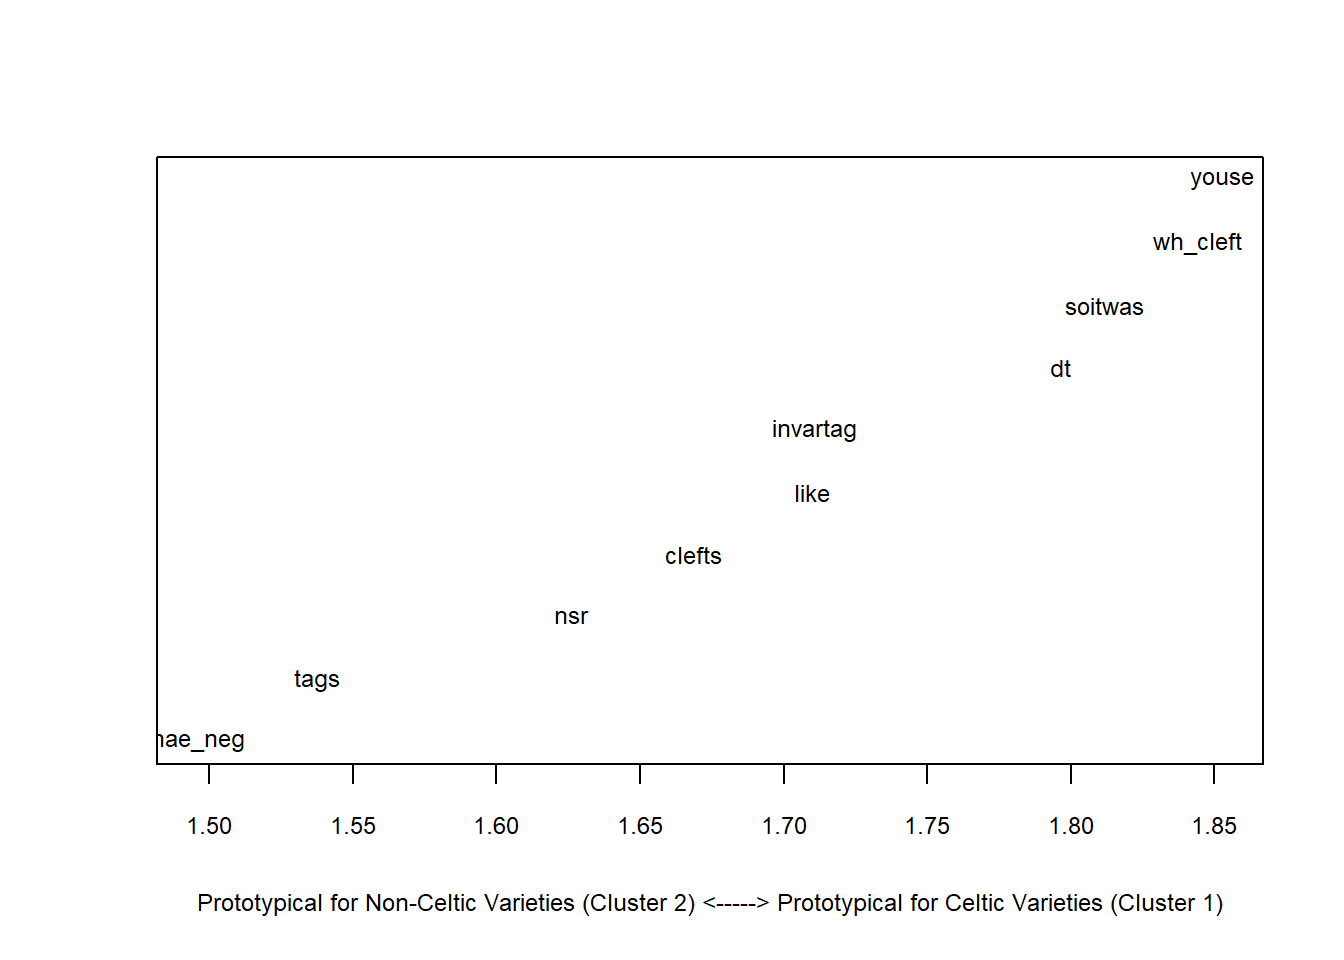 youse
wh_cleft
soitwas
dt
invartag
like
clefts
nsr
tags
nae_neg
1.50 1.55 1.60 1.65 1.70 1.75 1.80 1.85
Prototypical for Non-Celtic Varieties (Cluster 2) <-----> Prototypical for Celtic Varieties (Cluster 1)